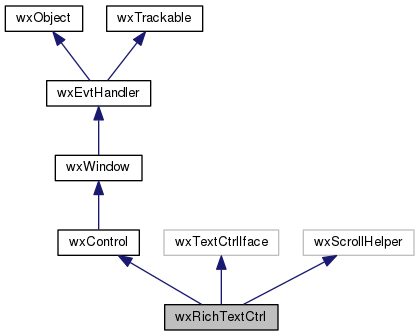 wxObject
wxTrackable
wxEvtHandler
wxWindow
wxControl
wxTextCtrlIface
wxScrollHelper
wxRichTextCtrl